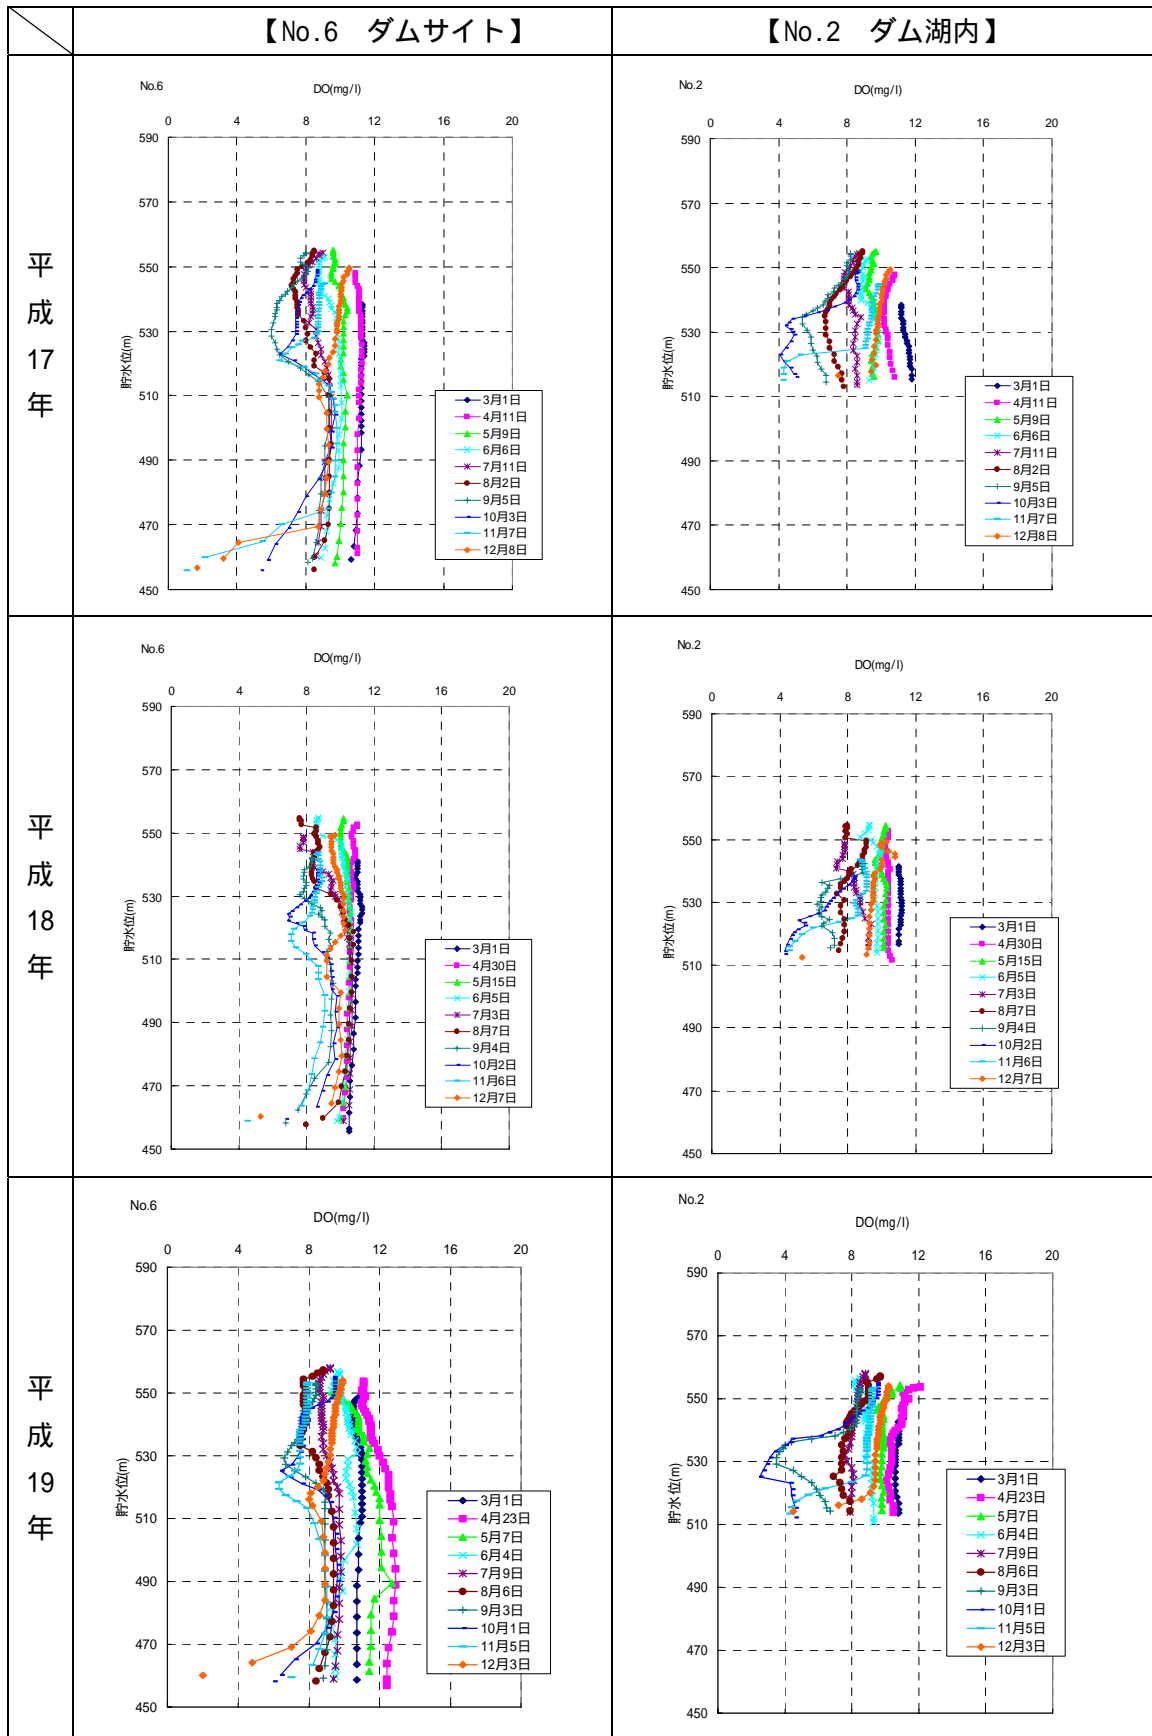 【No.6　ダムサイト】
【No.2　ダム湖内】
平成17年
No.6
DO(mg/l)
0 4 8 12 16 20
590
570
550
530
510
490
470
450
貯水位(m)
3月1日
4月11日
5月9日
6月6日
7月11日
8月2日
9月5日
10月3日
11月7日
12月8日
No.2
DO(mg/l)
0 4 8 12 16 20
590
570
550
530
510
490
470
450
貯水位(m)
3月1日
4月11日
5月9日
6月6日
7月11日
8月2日
9月5日
10月3日
11月7日
12月8日
平成18年
No.6
DO(mg/l)
0 4 8 12 16 20
590
570
550
530
510
490
470
450
貯水位(m)
3月1日
4月30日
5月15日
6月5日
7月3日
8月7日
9月4日
10月2日
11月6日
12月7日
No.2
DO(mg/l)
0 4 8 12 16 20
590
570
550
530
510
490
470
450
貯水位(m)
3月1日
4月30日
5月15日
6月5日
7月3日
8月7日
9月4日
10月2日
11月6日
12月7日
平成19年
No.6
DO(mg/l)
0 4 8 12 16 20
590
570
550
530
510
490
470
450
貯水位(m)
3月1日
4月23日
5月7日
6月4日
7月9日
8月6日
9月3日
10月1日
11月5日
12月3日
No.2
DO(mg/l)
0 4 8 12 16 20
590
570
550
530
510
490
470
450
貯水位(m)
3月1日
4月23日
5月7日
6月4日
7月9日
8月6日
9月3日
10月1日
11月5日
12月3日